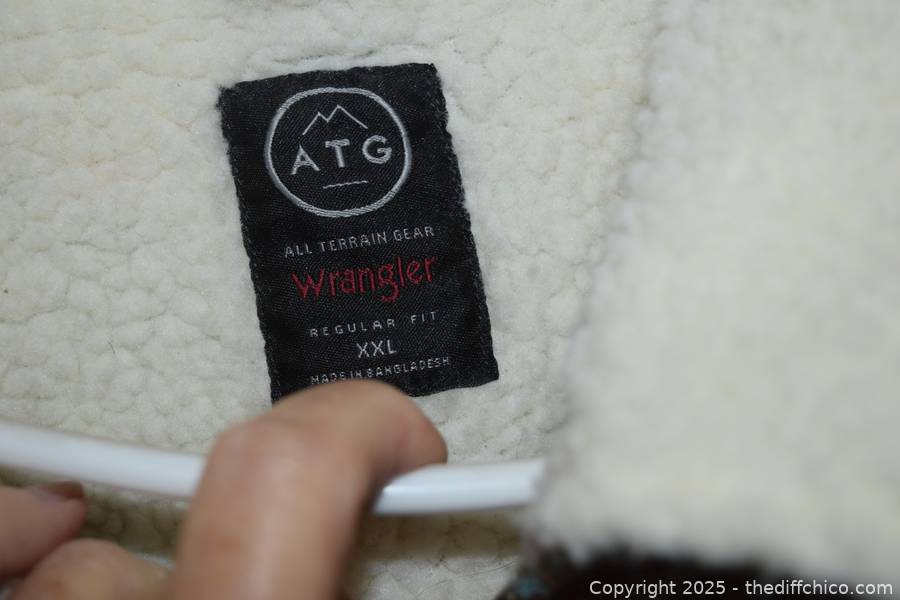 ATG
ALL TERRAIN GEAR
Wrangler
REGULAR FIT
XXL
MADE IN BANGLADESH
Copyright 2025 - thediffchico.com